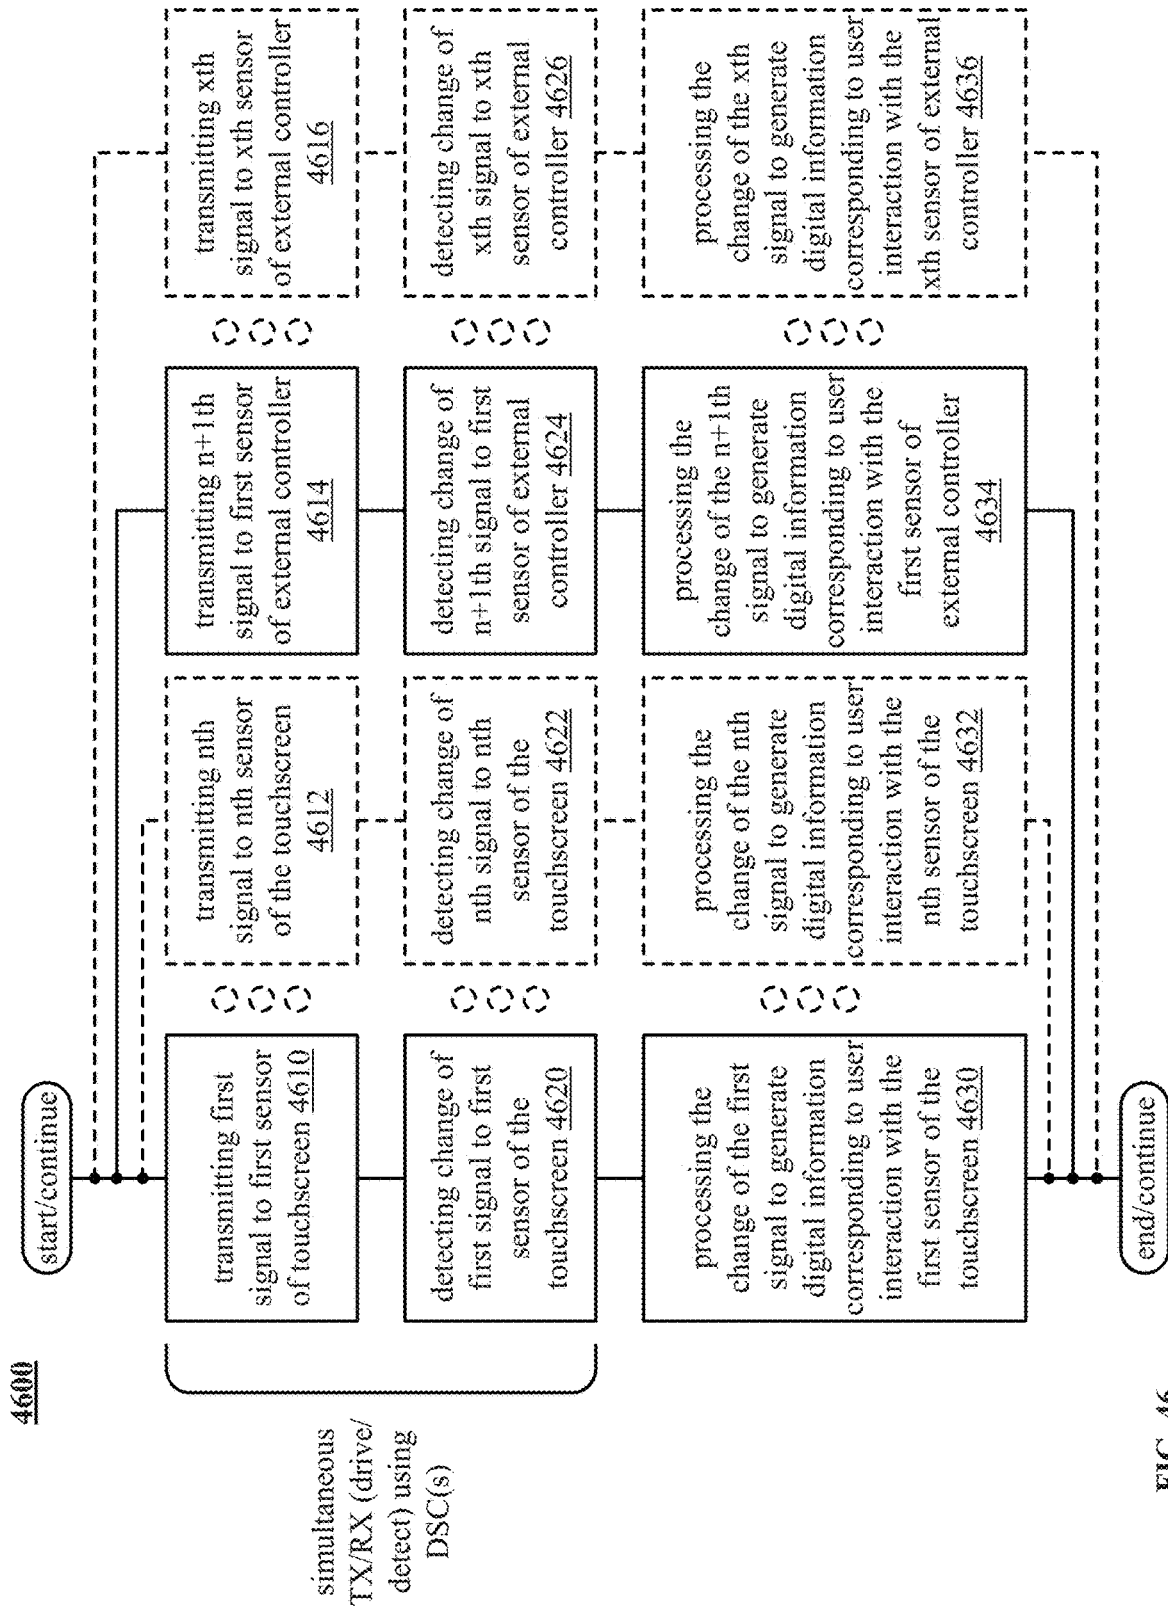 4600
start/continue
transmitting first
signal to first sensor
of touchscreen 4610
transmitting nth
signal to nth sensor
of the touchscreen
4612
transmitting n+1th
signal to first sensor
of external controller
4614
transmitting xth
signal to xth sensor
of external controller
4616
simultaneous
TX/RX (drive/
detect) using
DSC(s)
detecting change of
first signal to first
sensor of the
touchscreen 4620
detecting change of
nth signal to nth
sensor of the
touchscreen 4622
detecting change of
n+1th signal to first
sensor of external
controller 4624
detecting change of
xth signal to xth
sensor of external
controller 4626
processing the
change of the first
signal to generate
digital information
corresponding to user
interaction with the
first sensor of the
touchscreen 4630
processing the
change of the nth
signal to generate
digital information
corresponding to user
interaction with the
nth sensor of the
touchscreen 4632
processing the
change of the n+1th
signal to generate
digital information
corresponding to user
interaction with the
first sensor of
external controller
4634
processing the
change of the xth
signal to generate
digital information
corresponding to user
interaction with the
xth sensor of external
controller 4636
end/continue
FIG. 46